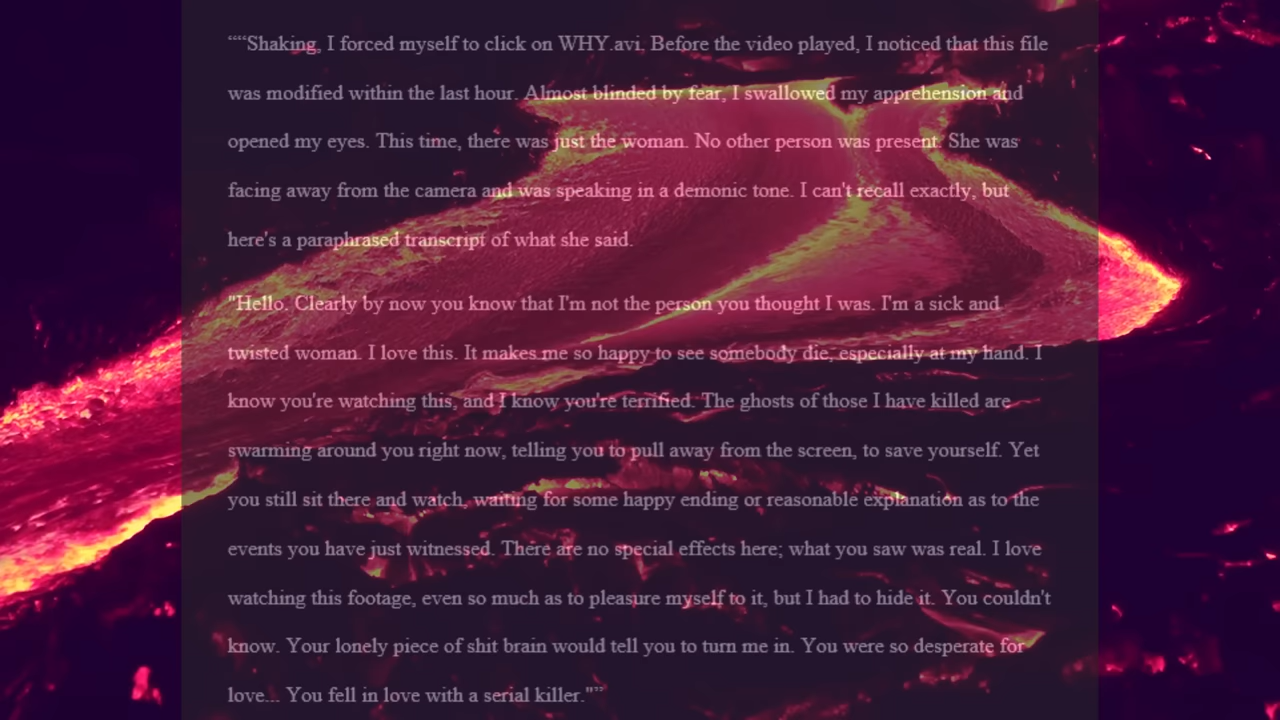 ““Shaking, I forced myself to click on WHY.avi. Before the video played, I noticed that this file
was modified within the last hour. Almost blinded by fear, I swallowed my apprehension and
opened my eyes. This time, there was just the woman. No other person was present. She was
facing away from the camera and was speaking in a demonic tone. I can't recall exactly, but
here's a paraphrased transcript of what she said.
"Hello. Clearly by now you know that I'm not the person you thought I was. I'm a sick and
twisted woman. I love this. It makes me so happy to see somebody die, especially at my hand. I
know you're watching this, and I know you're terrified. The ghosts of those I have killed are
swarming around you right now, telling you to pull away from the screen, to save yourself. Yet
you still sit there and watch, waiting for some happy ending or reasonable explanation as to the
events you have just witnessed. There are no special effects here; what you saw was real. I love
watching this footage, even so much as to pleasure myself to it, but I had to hide it. You couldn't
know. Your lonely piece of shit brain would tell you to turn me in. You were so desperate for
love... You fell in love with a serial killer."”